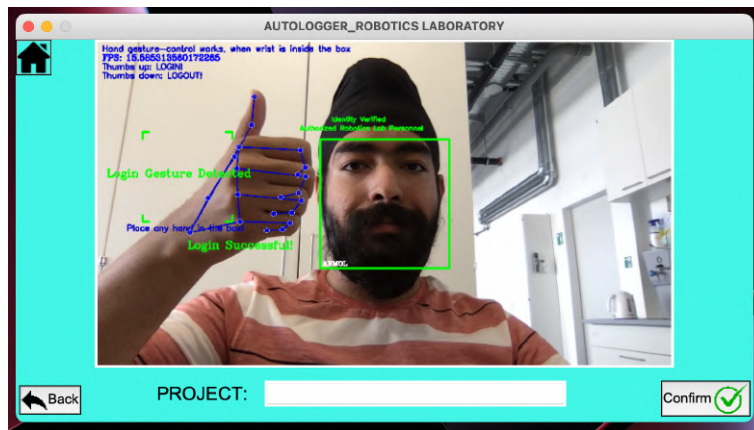 AUTOLOGGER_ROBOTICS LABORATORY
Hand gesture-control works, when wrist is inside the box
FPS: 15.565313560172265
Thumbs up: LOGIN!
Thumbs down: LOGOUT!
Identity Verified
Authorized Robotics Lab Personnel
Login Gesture Detected
Place any hand in the box!
Login Successful!
ANMOL
PROJECT:
Back
Confirm